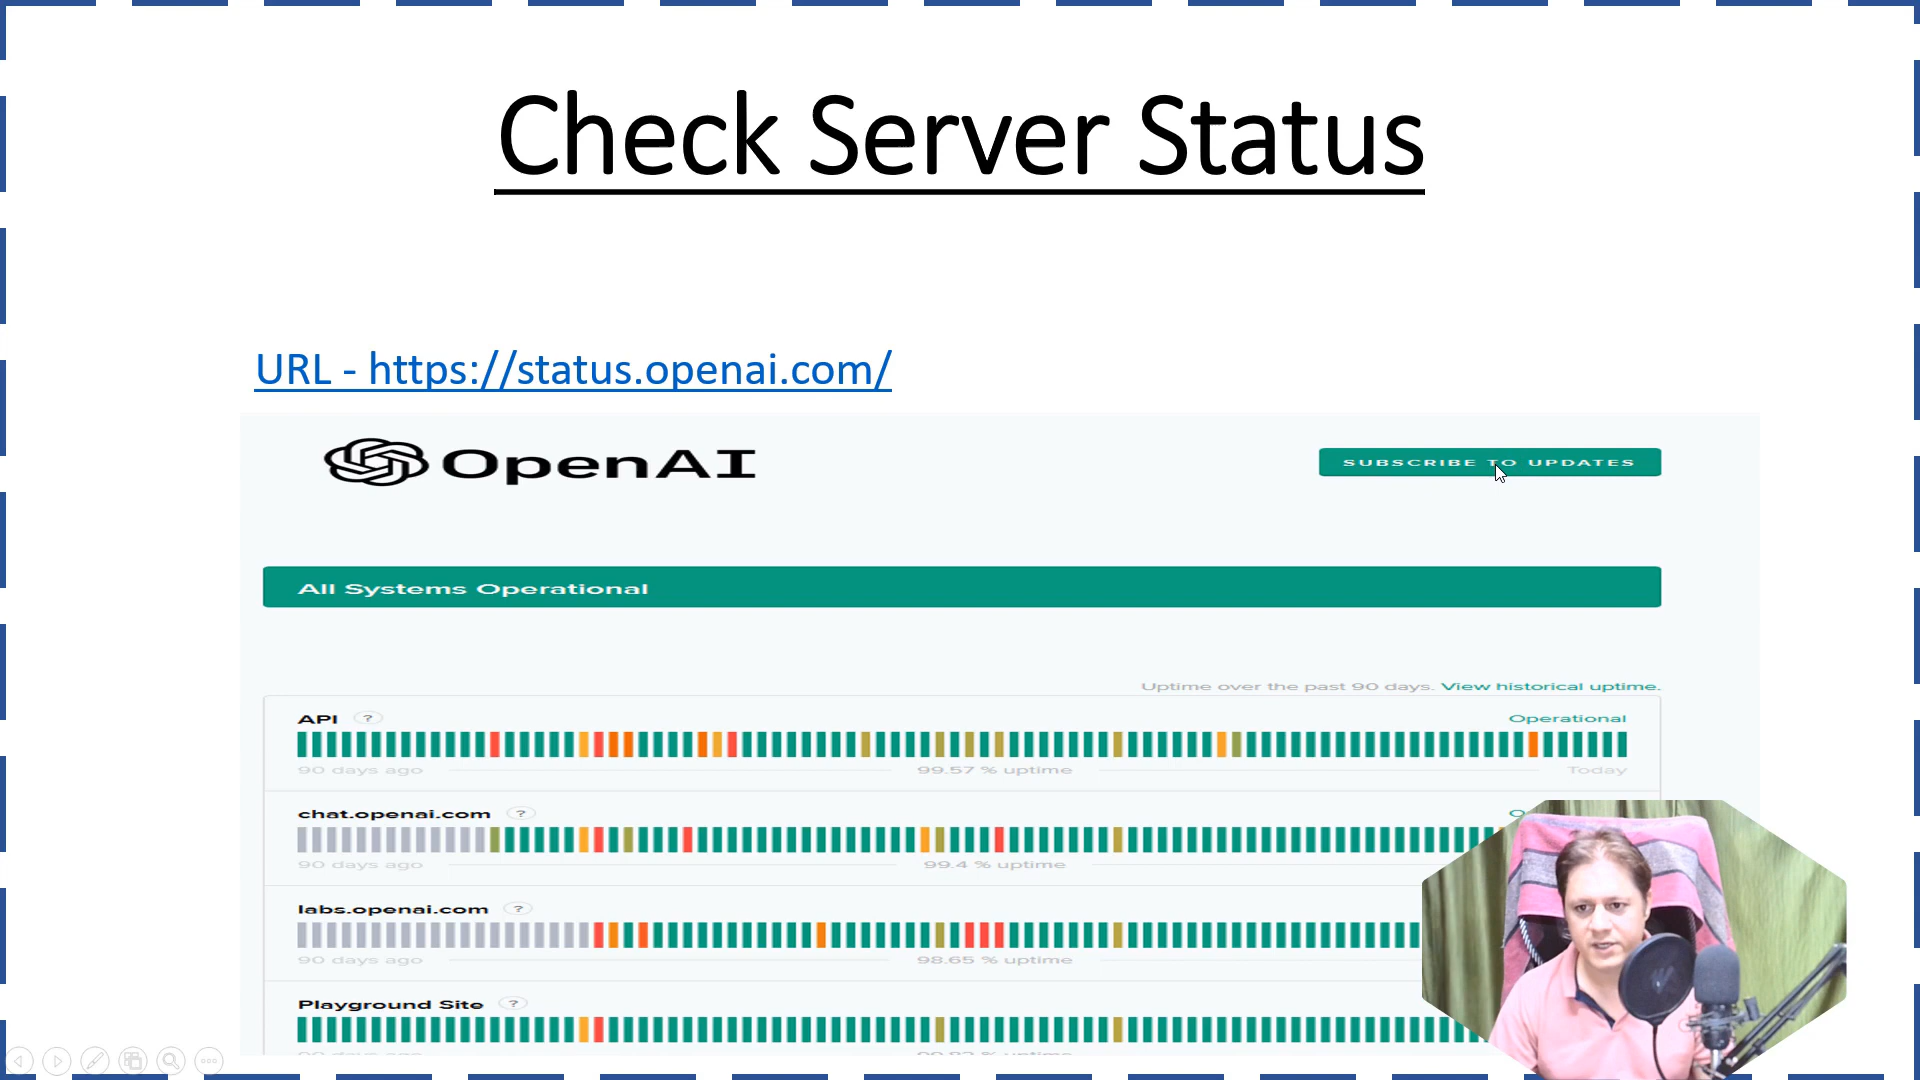 Check Server Status
URL - https://status.openai.com/
OpenAI
SUBSCRIBE TO UPDATES
All Systems Operational
Uptime over the past 90 days. View historical uptime.
API ? Operational
90 days ago 99.57 % uptime Today
chat.openai.com ?
90 days ago 99.4 % uptime
labs.openai.com ?
90 days ago 98.65 % uptime
Playground Site ?